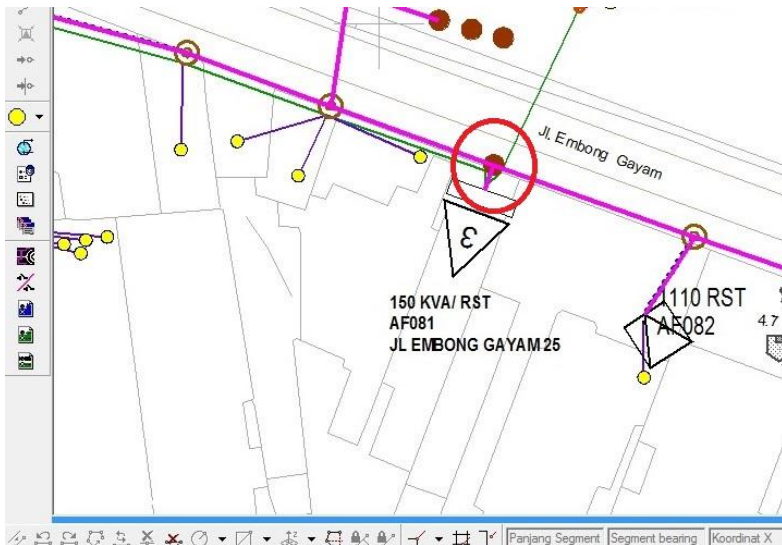 Jl. Embong Gayam
3
150 KVA/ RST
AF081
JL EMBONG GAYAM 25
1110 RST
AF082
4.7
Panjang Segment
Segment bearing
Koordinat X